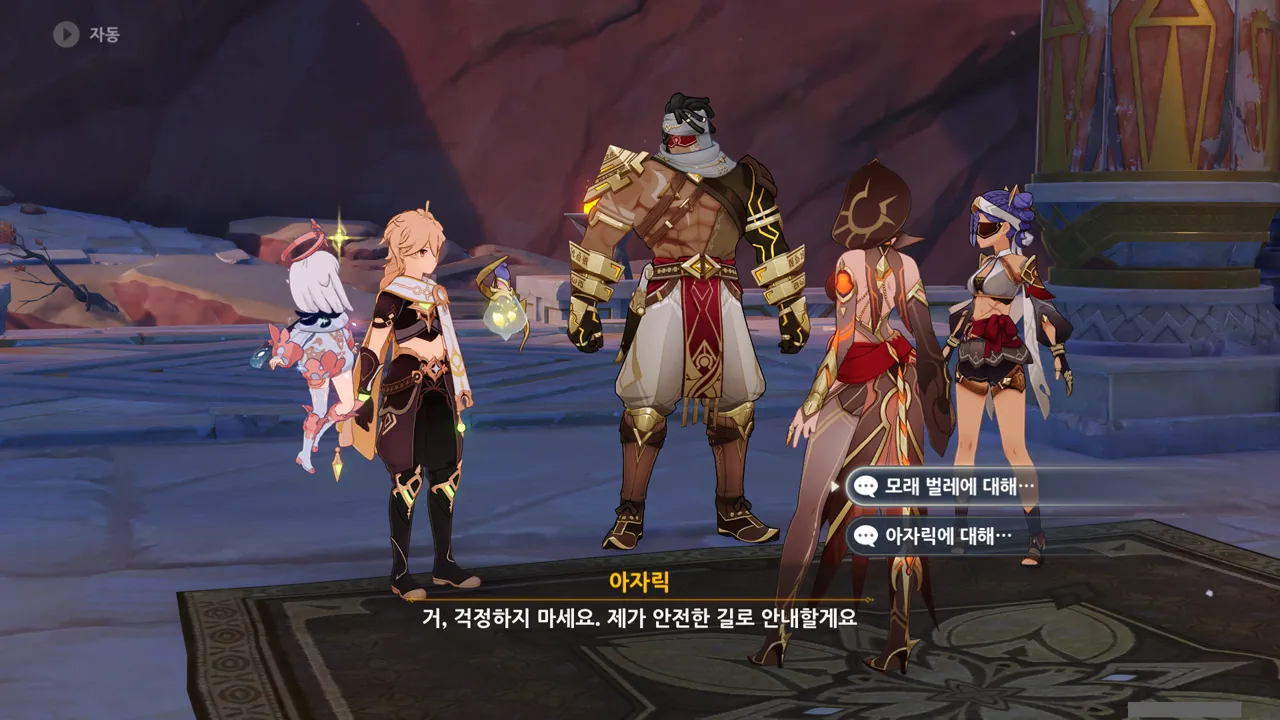 자동
모래 벌레에 대해…
아자릭에 대해…
아자릭
거, 걱정하지 마세요. 제가 안전한 길로 안내할게요